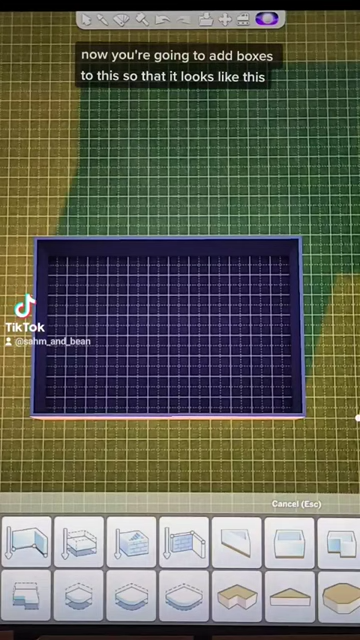 now you're going to add boxes
to this so that it looks like this
TikTok
@sahm_and_bean
Cancel (Esc)